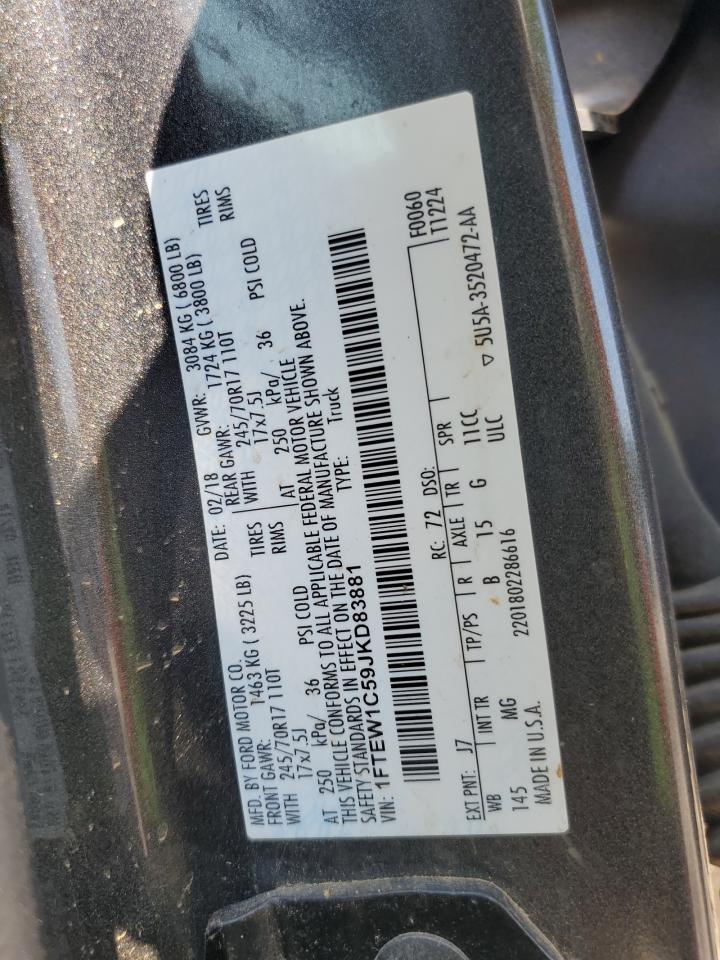 MFD. BY FORD MOTOR CO.
DATE: 02/18 GVWR: 3084 KG ( 6800 LB)
FRONT GAWR: 1463 KG ( 3225 LB) REAR GAWR: 1724 KG ( 3800 LB)
WITH 245/70R17 110T TIRES WITH 245/70R17 110T TIRES
17x7.5J RIMS 17x7.5J RIMS
AT 250 kPa/ 36 PSI COLD AT 250 kPa/ 36 PSI COLD
THIS VEHICLE CONFORMS TO ALL APPLICABLE FEDERAL MOTOR VEHICLE
SAFETY STANDARDS IN EFFECT ON THE DATE OF MANUFACTURE SHOWN ABOVE.
VIN: 1FTEW1C59JKD83881 TYPE: Truck
F0060
T1224
EXT PNT: J7 RC: 72 DSO:
WB INT TR TP/PS R AXLE TR SPR
145 MG B 15 G 11CC
MADE IN U.S.A. 2201802286616 ULC
▽ 5U5A-3520472-AA